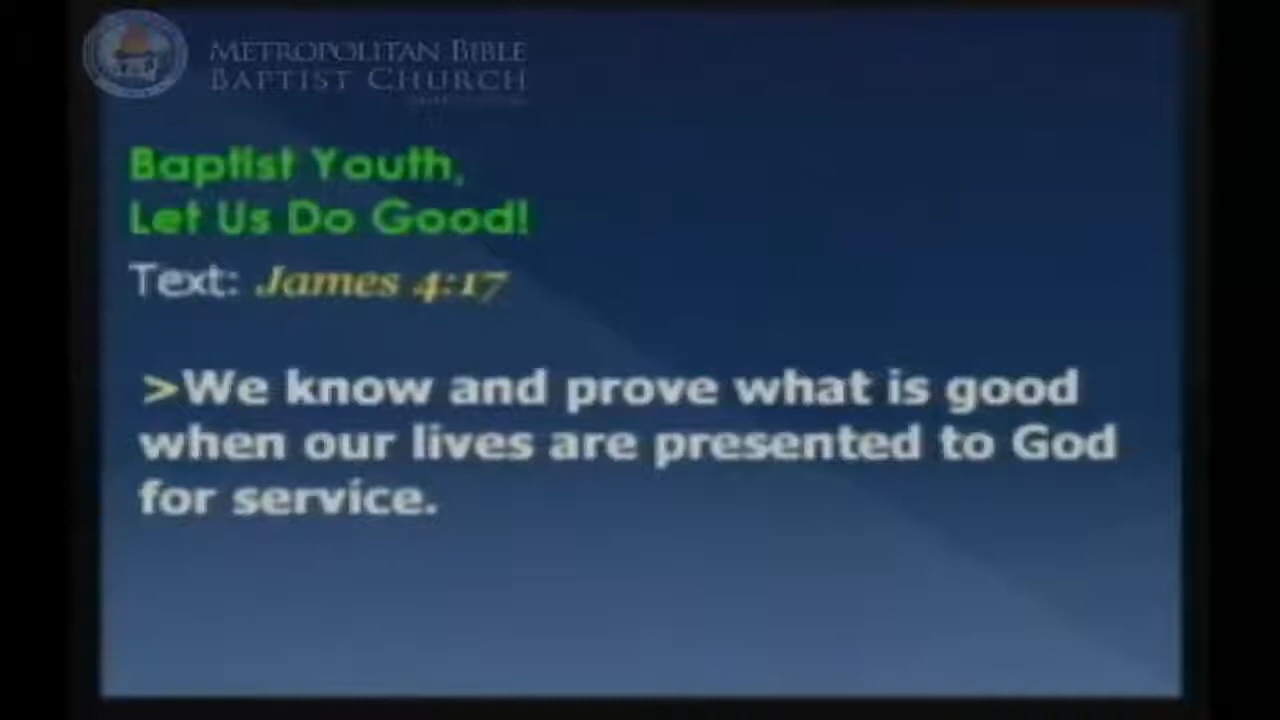 METROPOLITAN BIBLE
BAPTIST CHURCH
Baptist Youth,
Let Us Do Good!
Text: James 4:17
>We know and prove what is good
when our lives are presented to God
for service.